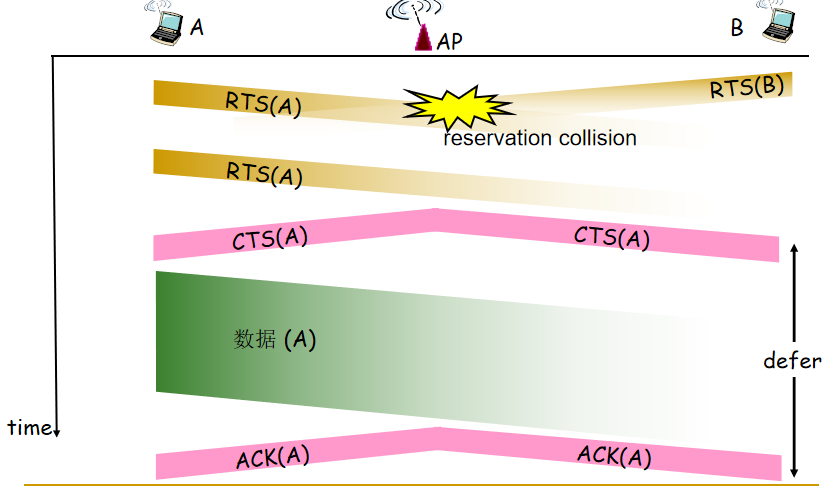 A
AP
B
RTS(A)
RTS(B)
reservation collision
RTS(A)
CTS(A)
CTS(A)
数据 (A)
defer
time
ACK(A)
ACK(A)